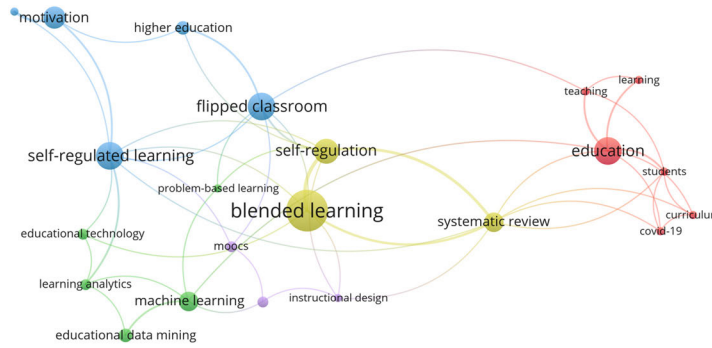 motivation
higher education
flipped classroom
learning
teaching
self-regulated learning
self-regulation
education
students
problem-based learning
blended learning
curriculum
systematic review
covid-19
educational technology
moocs
learning analytics
machine learning
instructional design
educational data mining